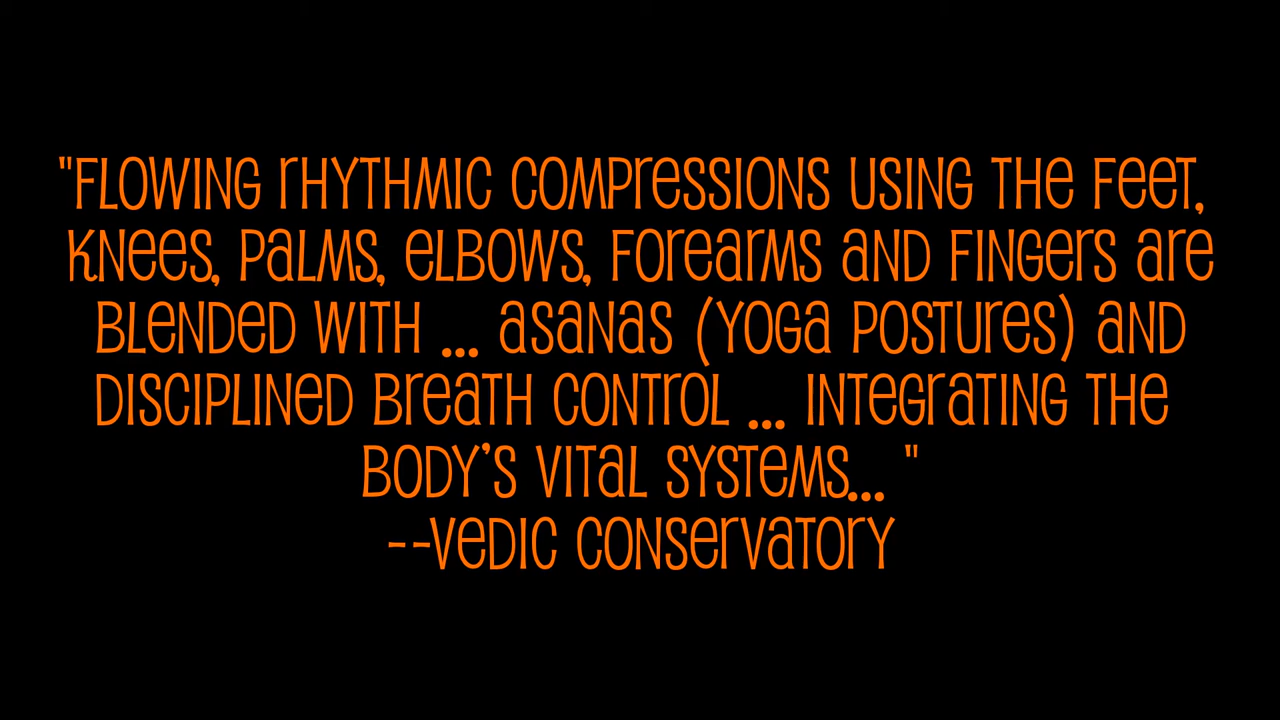 "Flowing rhythmic compressions using the feet,
knees, palms, elbows, forearms and fingers are
blended with ... asanas (yoga postures) and
disciplined breath control ... integrating the
body's vital systems... "
--Vedic Conservatory